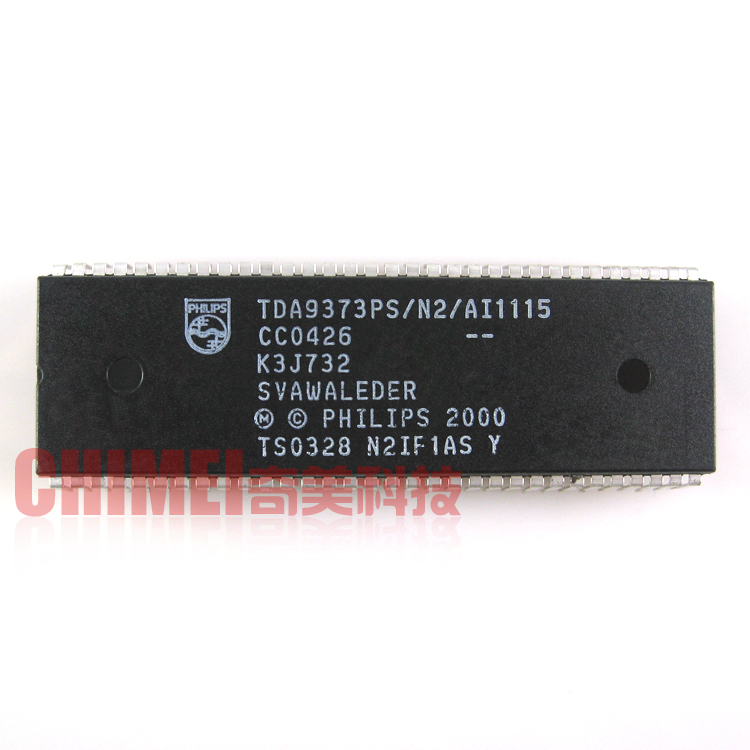 PHILIPS
TDA9373PS/N2/AI1115
CC0426 --
K3J732
SVAWALEDER
Ⓜ © PHILIPS 2000
TS0328 N2IF1AS Y
CHIMEI奇美科技